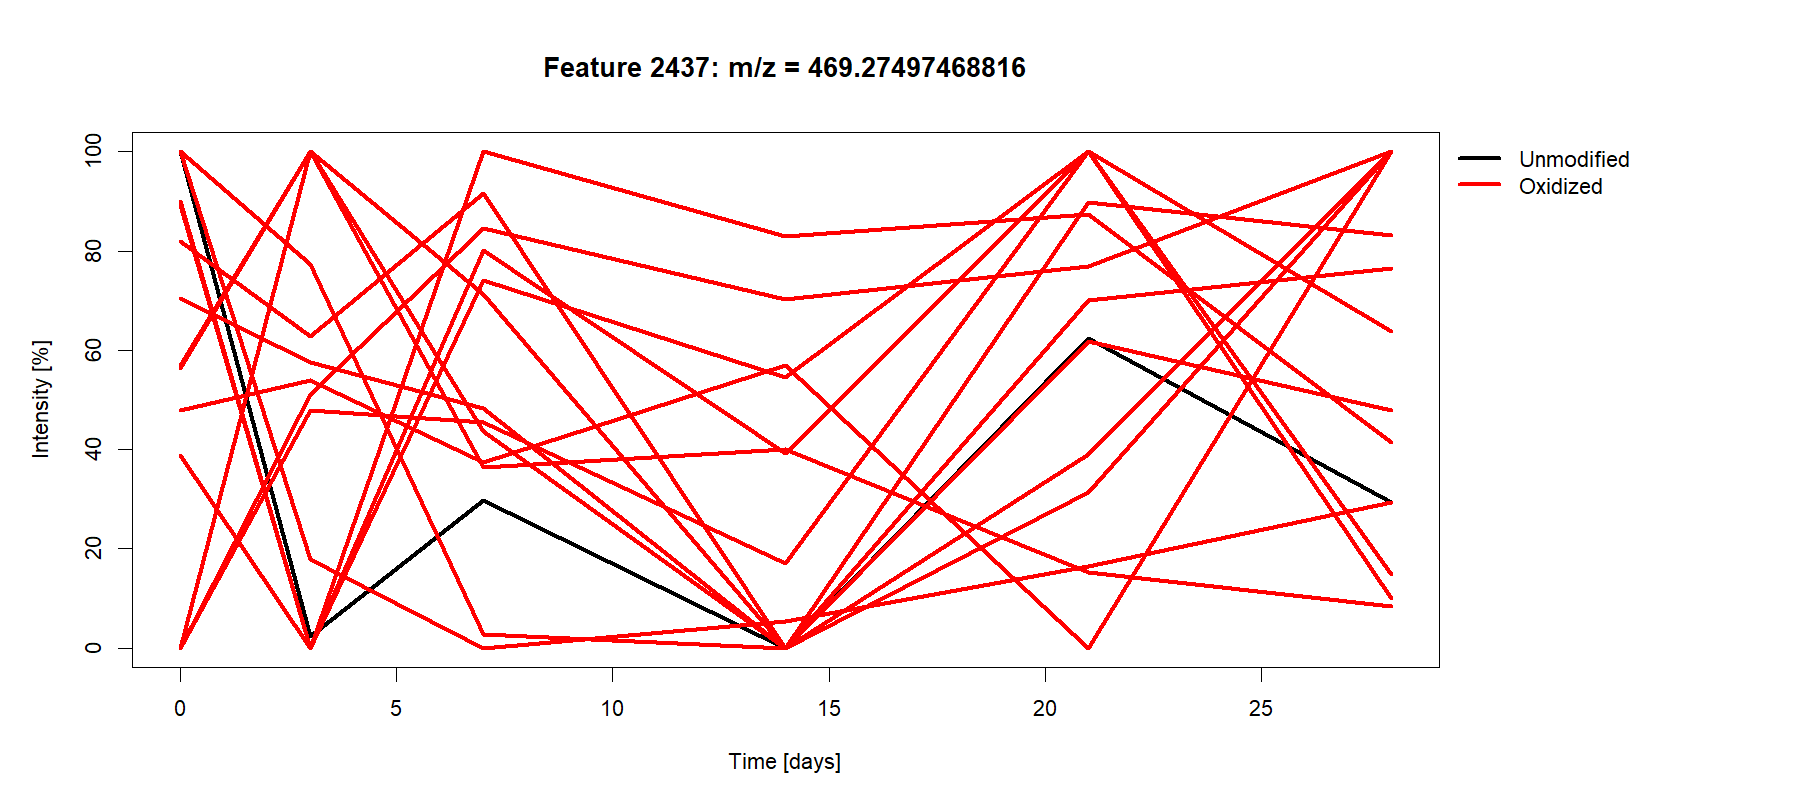 Feature 2437: m/z = 469.27497468816
Unmodified
Oxidized
Intensity [%]
100
80
60
40
20
0
0 5 10 15 20 25
Time [days]